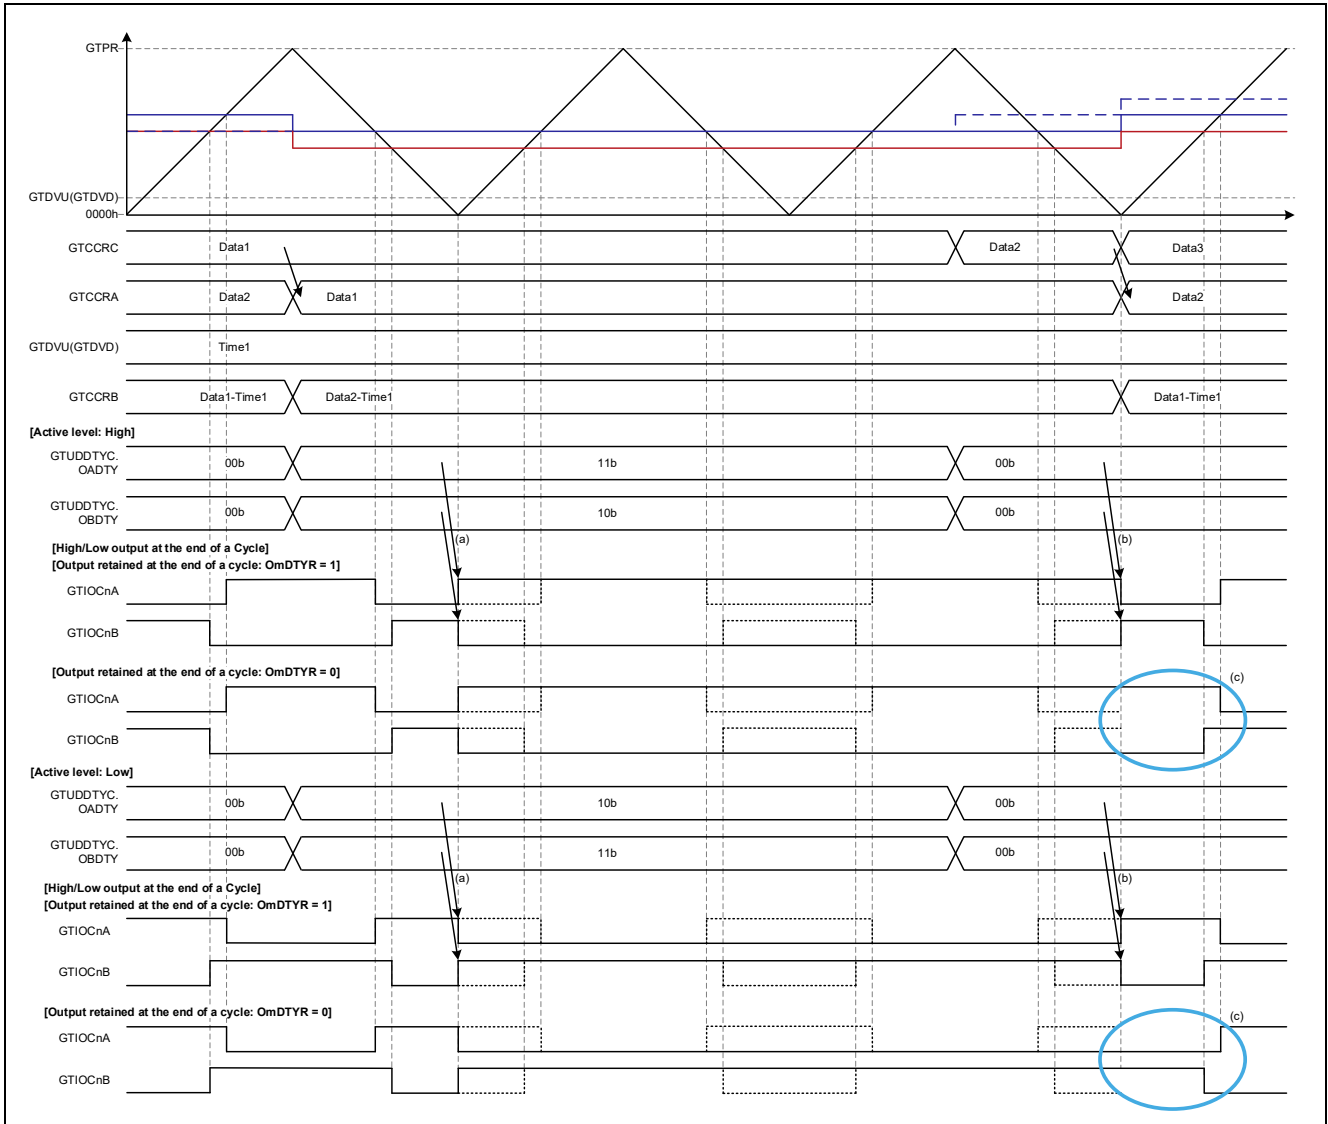 GTPR
GTDVU(GTDVD)
0000h
GTCCRC Data1 Data2 Data3
GTCCRA Data2 Data1 Data2
GTDVU(GTDVD) Time1
GTCCRB Data1-Time1 Data2-Time1 Data1-Time1
[Active level: High]
GTUDDTYC.
OADTY 00b 11b 00b
GTUDDTYC.
OBDTY 00b 10b 00b
(a) (b)
[High/Low output at the end of a Cycle]
[Output retained at the end of a cycle: OmDTYR = 1]
GTIOCnA
GTIOCnB
[Output retained at the end of a cycle: OmDTYR = 0]
(c)
GTIOCnA
GTIOCnB
[Active level: Low]
GTUDDTYC.
OADTY 00b 10b 00b
GTUDDTYC.
OBDTY 00b 11b 00b
(a) (b)
[High/Low output at the end of a Cycle]
[Output retained at the end of a cycle: OmDTYR = 1]
GTIOCnA
GTIOCnB
[Output retained at the end of a cycle: OmDTYR = 0]
(c)
GTIOCnA
GTIOCnB